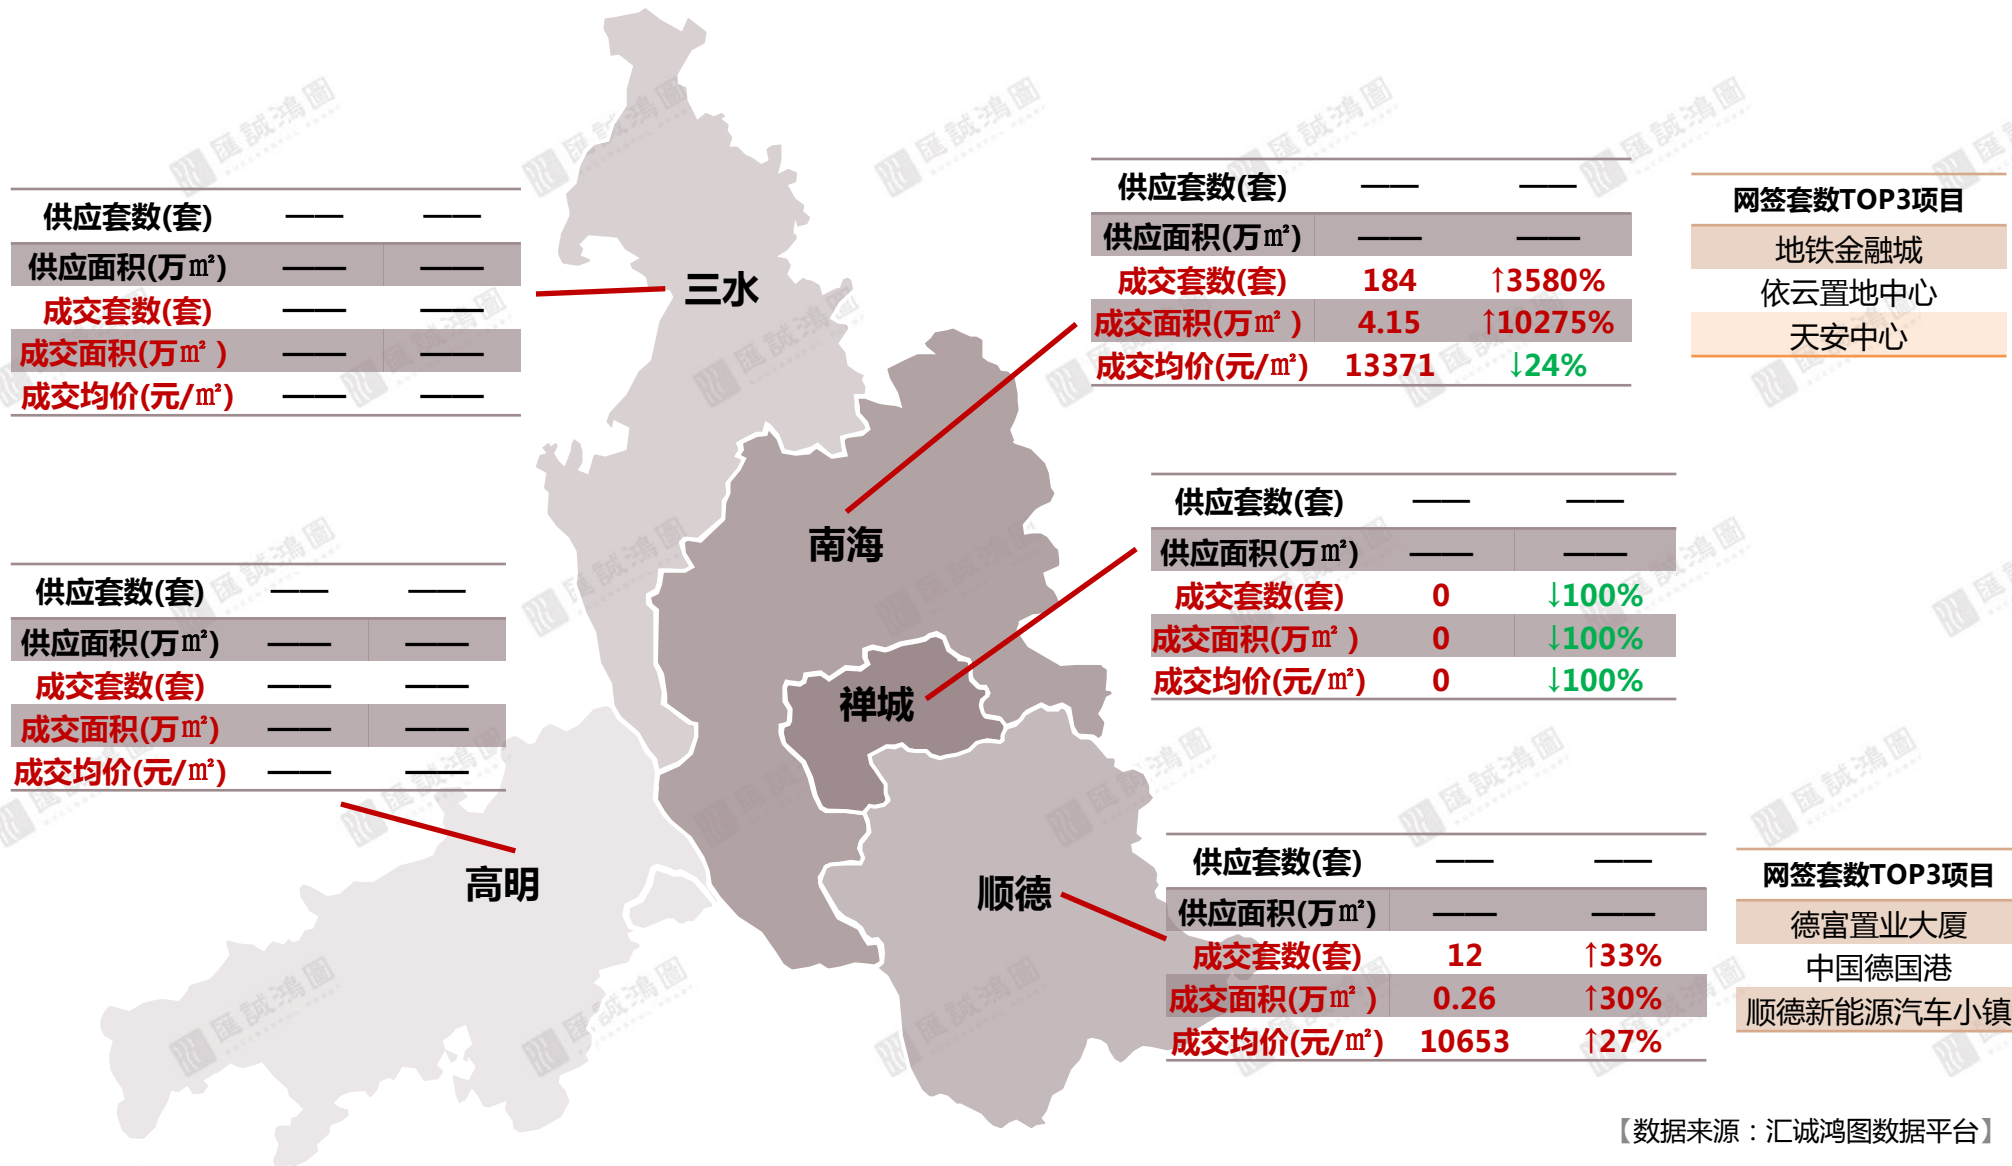 供应套数(套) —— ——
供应面积(万㎡) —— ——
成交套数(套) —— ——
成交面积(万㎡ ) —— ——
成交均价(元/㎡) —— ——
三水
供应套数(套) —— ——
供应面积(万㎡) —— ——
成交套数(套) 184 ↑3580%
成交面积(万㎡ ) 4.15 ↑10275%
成交均价(元/㎡) 13371 ↓24%
网签套数TOP3项目
地铁金融城
依云置地中心
天安中心
南海
供应套数(套) —— ——
供应面积(万㎡) —— ——
成交套数(套) 0 ↓100%
成交面积(万㎡ ) 0 ↓100%
成交均价(元/㎡) 0 ↓100%
禅城
供应套数(套) —— ——
供应面积(万㎡) —— ——
成交套数(套) —— ——
成交面积(万㎡) —— ——
成交均价(元/㎡) —— ——
高明
顺德
供应套数(套) —— ——
供应面积(万㎡) —— ——
成交套数(套) 12 ↑33%
成交面积(万㎡ ) 0.26 ↑30%
成交均价(元/㎡) 10653 ↑27%
网签套数TOP3项目
德富置业大厦
中国德国港
顺德新能源汽车小镇
【数据来源：汇诚鸿图数据平台】
匯誠鴻圖